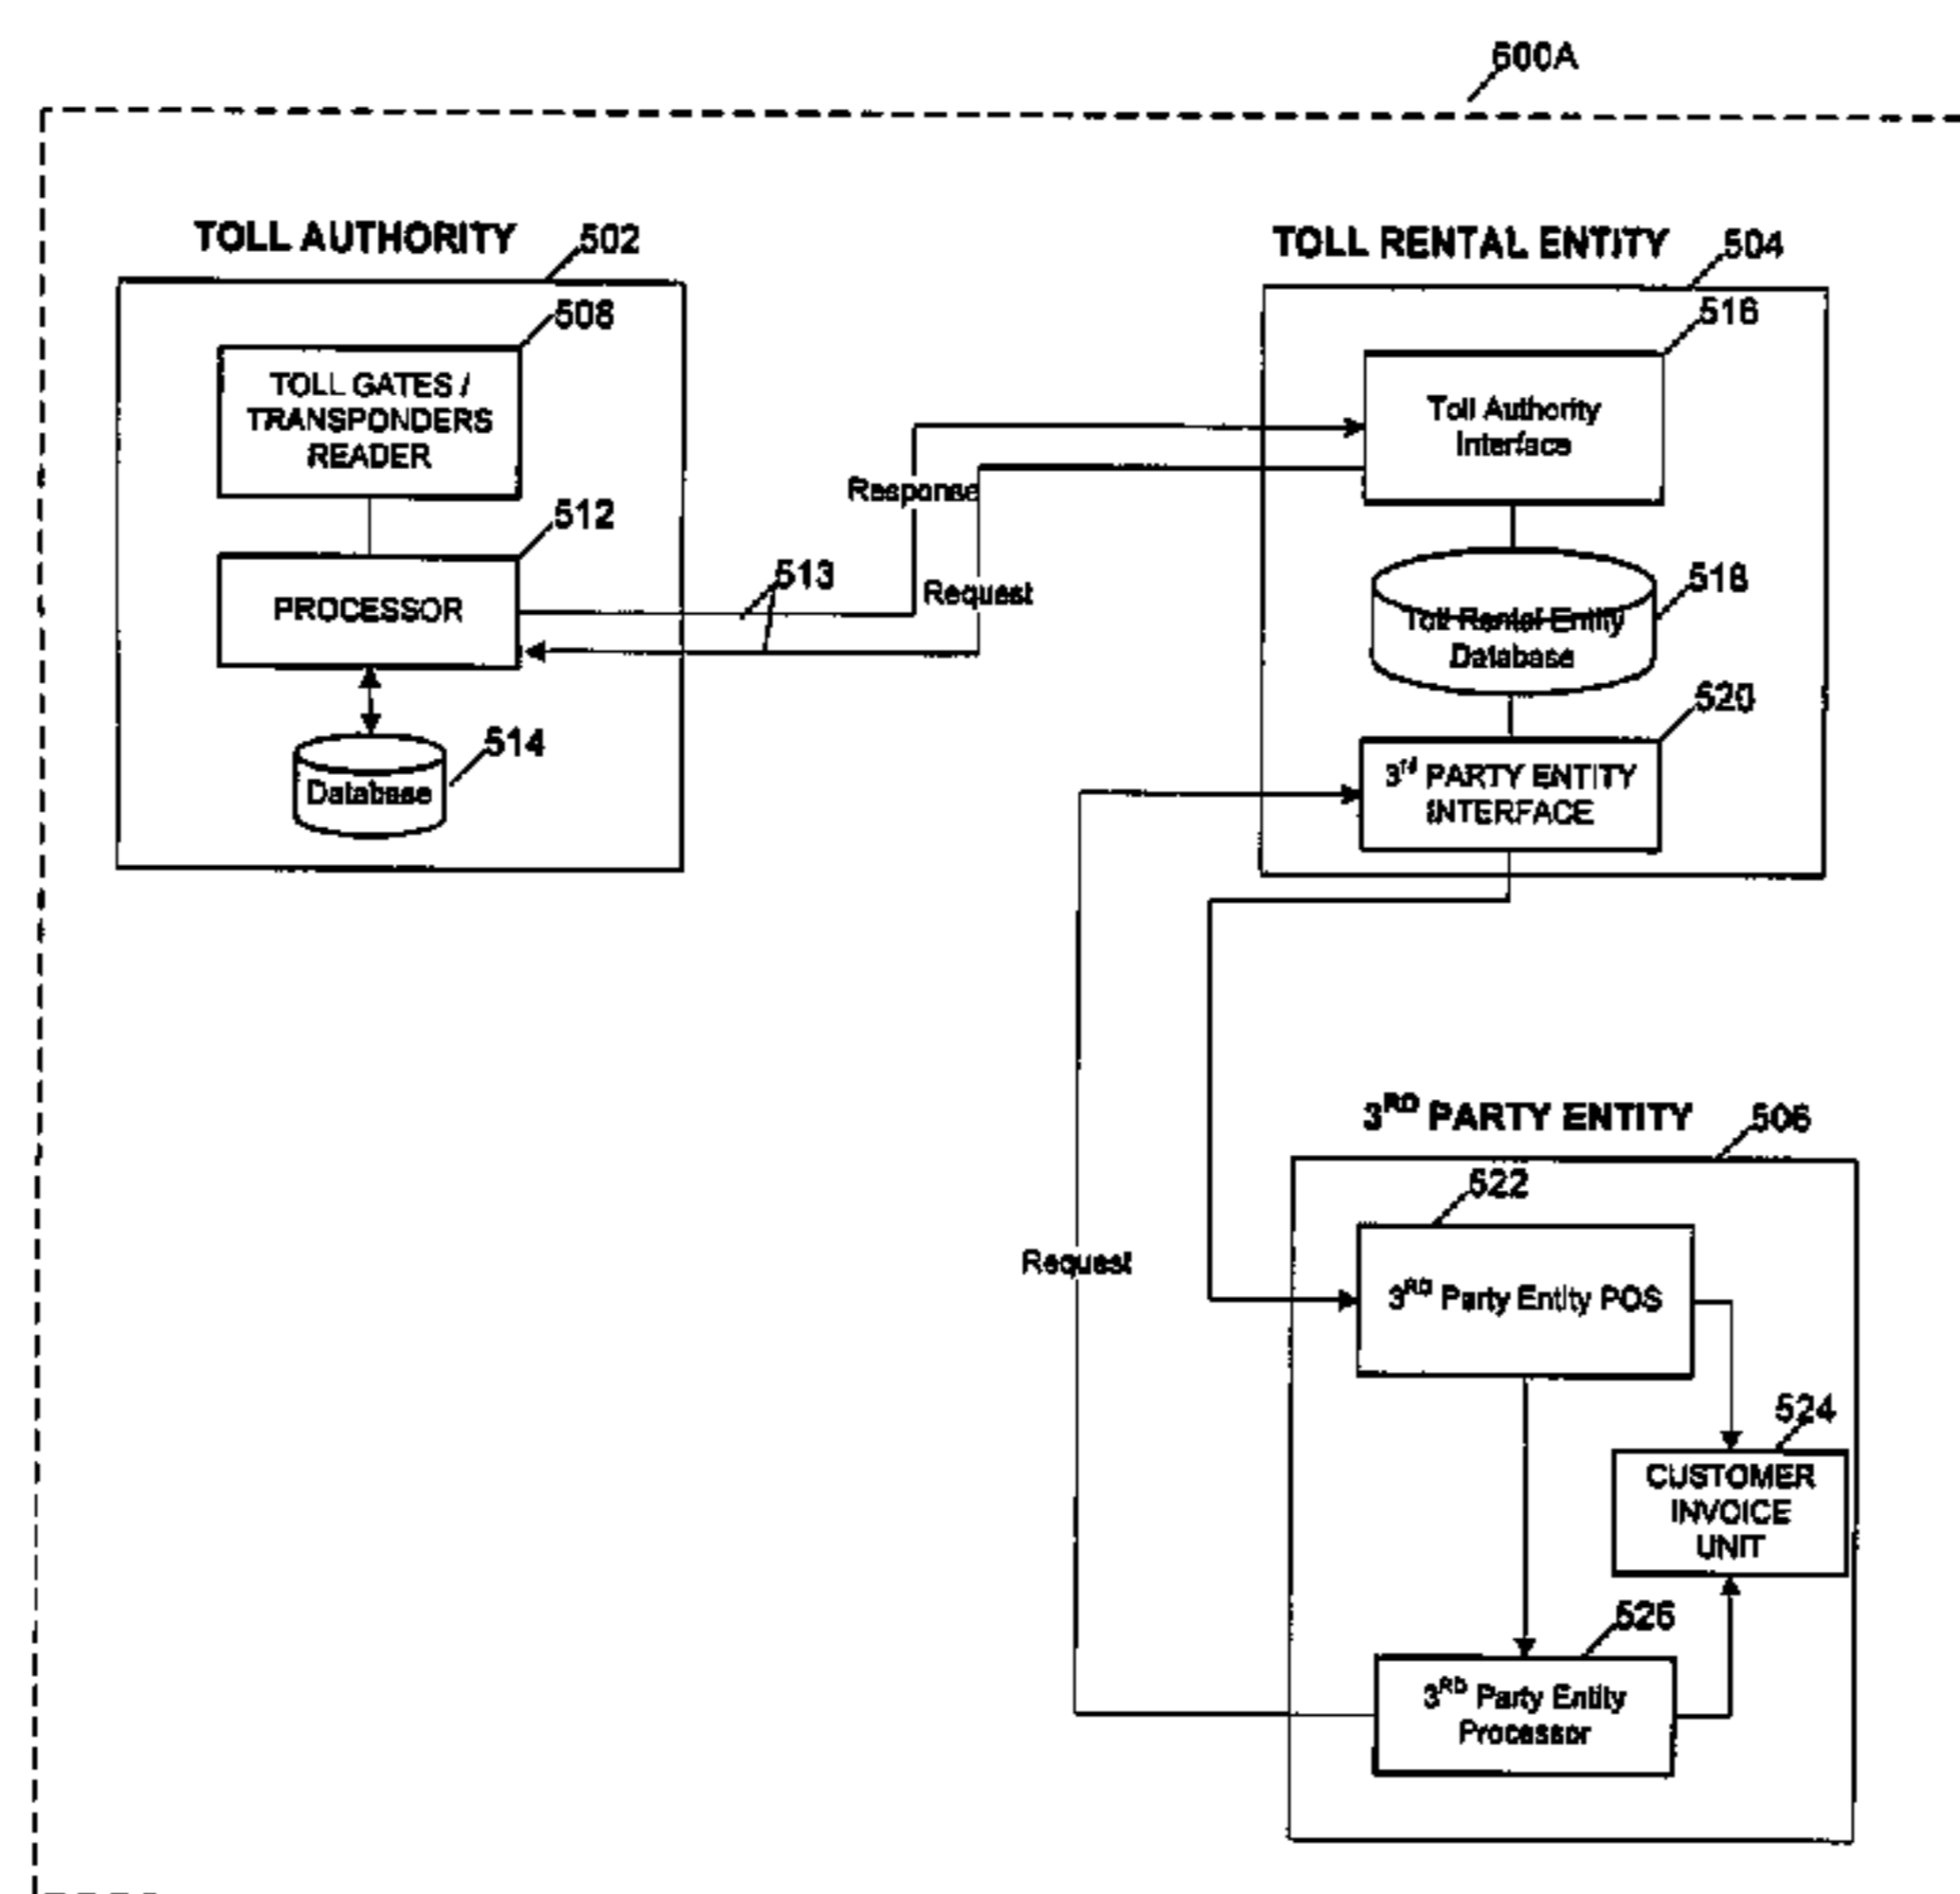 600A
TOLL AUTHORITY
502
508
TOLL GATES /
TRANSPONDERS
READER
512
PROCESSOR
513
514
Database
Response
Request
TOLL RENTAL ENTITY
504
516
Toll Authority
Interface
518
Toll Rental Entity
Database
520
3rd PARTY ENTITY
INTERFACE
Request
3RD PARTY ENTITY
506
522
3RD Party Entity POS
524
CUSTOMER
INVOICE
UNIT
526
3RD Party Entity
Processor